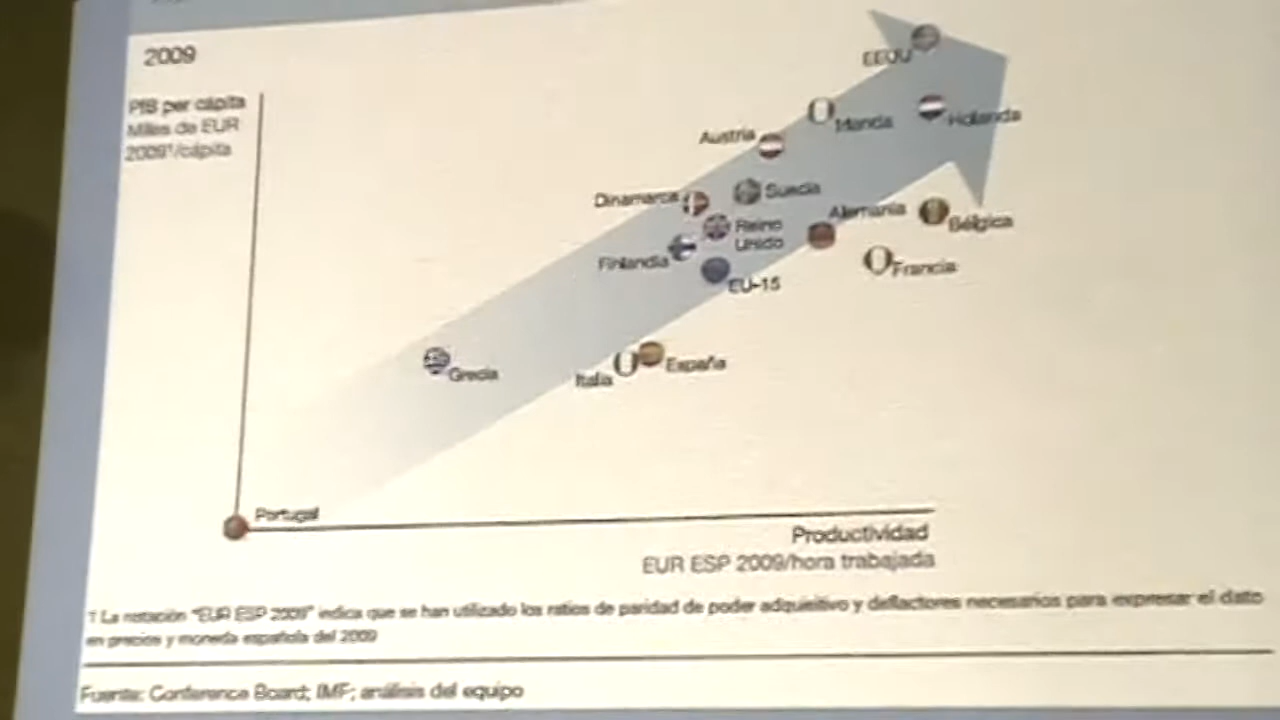 2009
PIB per cápita
Miles de EUR
2009¹/cápita
EEUU
Irlanda
Holanda
Austria
Dinamarca
Suecia
Alemania
Bélgica
Reino
Unido
Finlandia
Francia
EU-15
Grecia
Italia
España
Portugal
Productividad
EUR ESP 2009/hora trabajada
1 La notación "EUR ESP 2009" indica que se han utilizado los ratios de paridad de poder adquisitivo y deflactores necesarios para expresar el dato
en precios y moneda española del 2009
Fuente: Conference Board; IMF; análisis del equipo